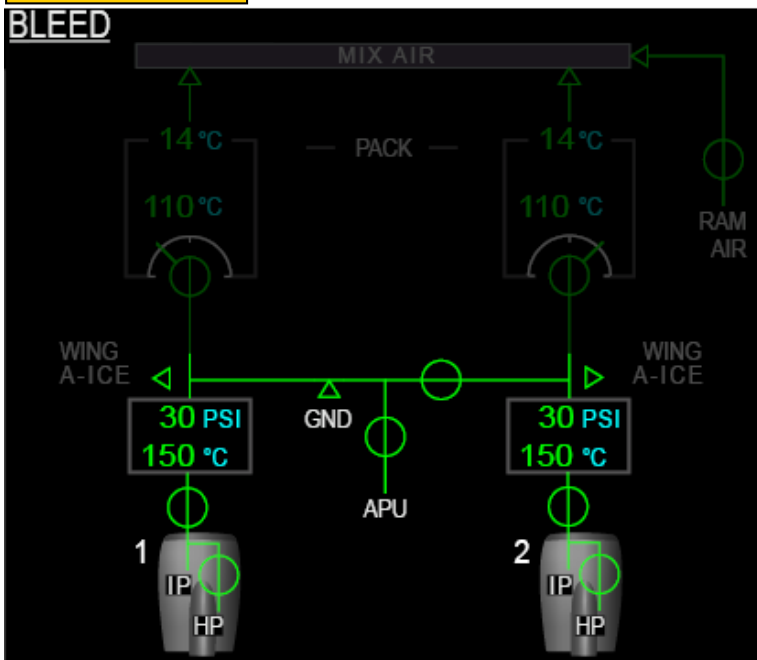 BLEED
MIX AIR
14 °C
PACK
14 °C
110 °C
110 °C
RAM
AIR
WING
A-ICE
WING
A-ICE
30 PSI
GND
30 PSI
150 °C
150 °C
APU
1
2
IP
IP
HP
HP